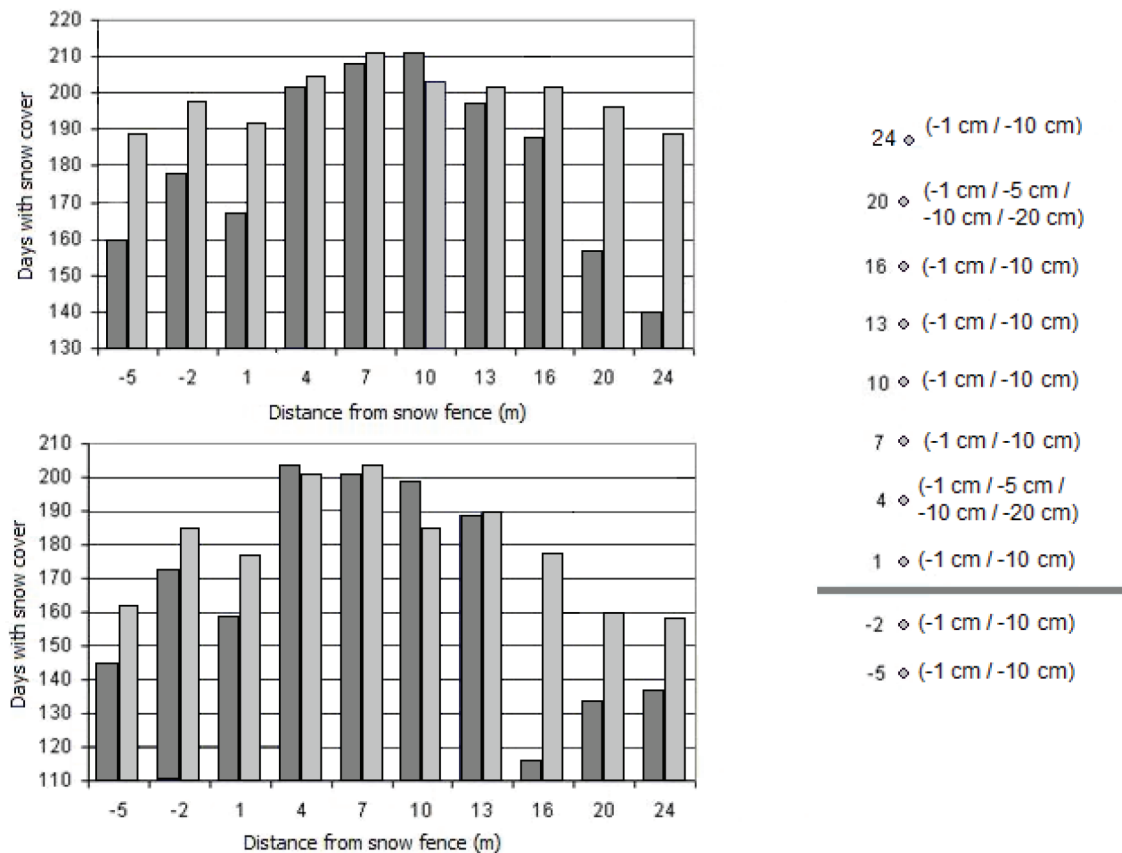 220
210
200
190
180
170
160
150
140
130
Days with snow cover
-5 -2 1 4 7 10 13 16 20 24
Distance from snow fence (m)
210
200
190
180
170
160
150
140
130
120
110
Days with snow cover
-5 -2 1 4 7 10 13 16 20 24
Distance from snow fence (m)
24 (-1 cm / -10 cm)
20 (-1 cm / -5 cm /
-10 cm / -20 cm)
16 (-1 cm / -10 cm)
13 (-1 cm / -10 cm)
10 (-1 cm / -10 cm)
7 (-1 cm / -10 cm)
4 (-1 cm / -5 cm /
-10 cm / -20 cm)
1 (-1 cm / -10 cm)
-2 (-1 cm / -10 cm)
-5 (-1 cm / -10 cm)